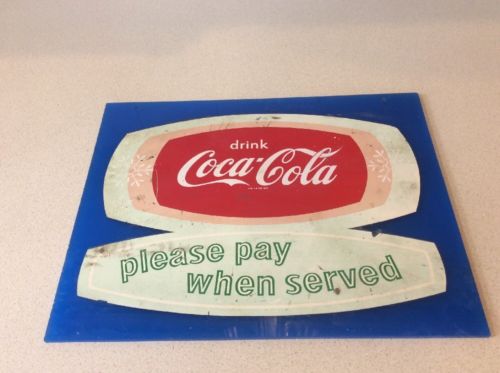 drink
Coca-Cola
please pay
when served